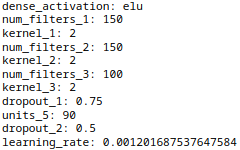 dense_activation: elu
num_filters_1: 150
kernel_1: 2
num_filters_2: 150
kernel_2: 2
num_filters_3: 100
kernel_3: 2
dropout_1: 0.75
units_5: 90
dropout_2: 0.5
learning_rate: 0.001201687537647584